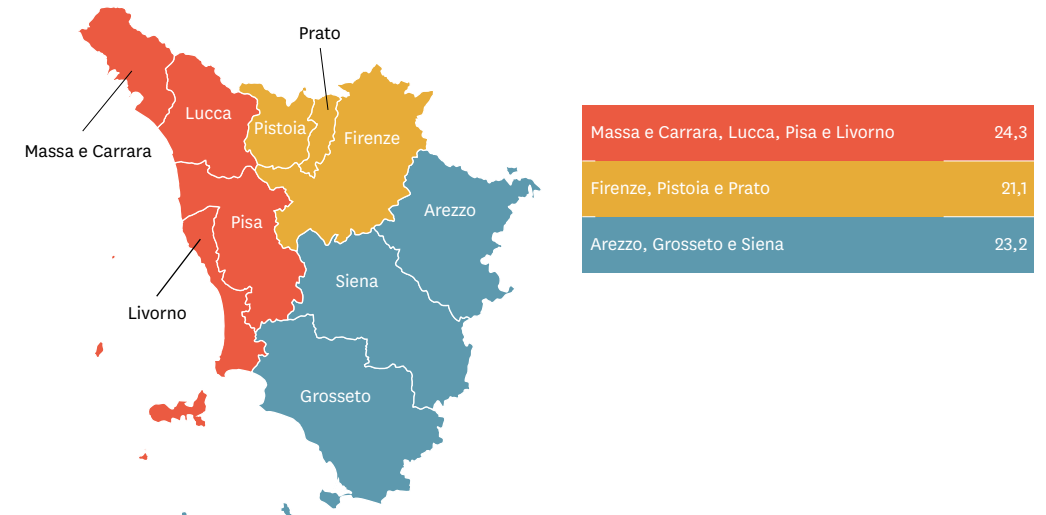 Prato
Lucca
Pistoia
Firenze
Massa e Carrara
Arezzo
Pisa
Siena
Livorno
Grosseto
Massa e Carrara, Lucca, Pisa e Livorno 24,3
Firenze, Pistoia e Prato 21,1
Arezzo, Grosseto e Siena 23,2